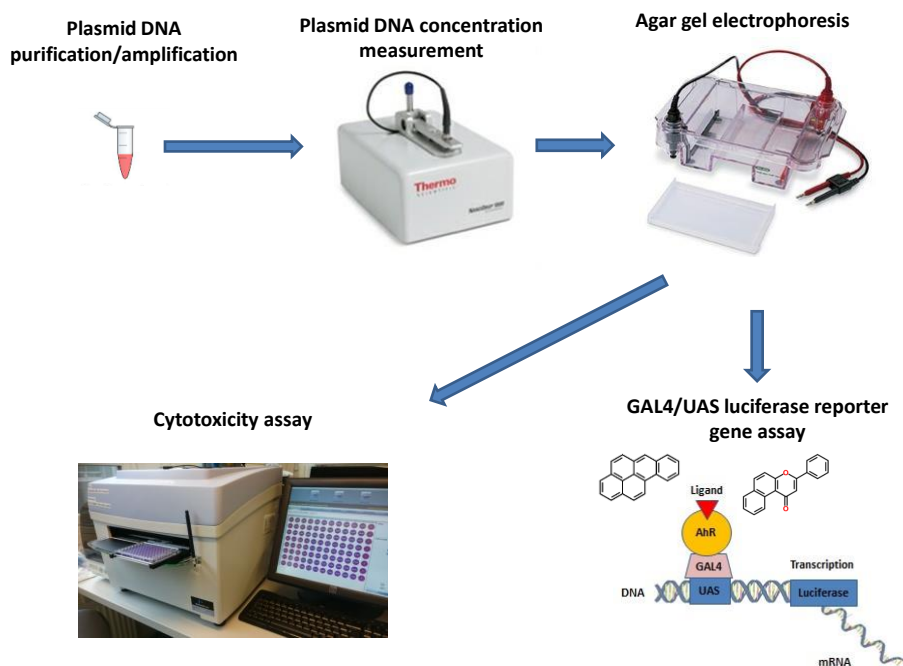 Plasmid DNA
purification/amplification
Plasmid DNA concentration
measurement
Agar gel electrophoresis
Thermo
SCIENTIFIC
Cytotoxicity assay
GAL4/UAS luciferase reporter
gene assay
Ligand
O
O
AhR
GAL4
Transcription
DNA
UAS
Luciferase
mRNA